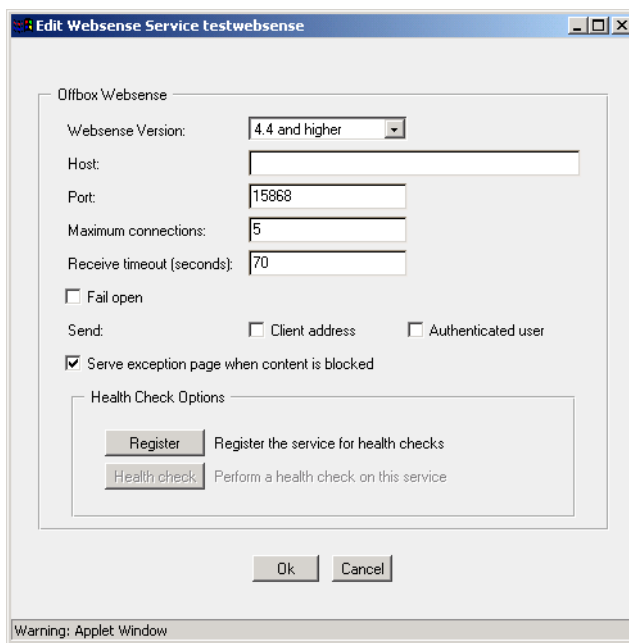 Edit Websense Service testwebsense
Offbox Websense
Websense Version: 4.4 and higher
Host:
Port: 15868
Maximum connections: 5
Receive timeout (seconds): 70
Fail open
Send: Client address Authenticated user
Serve exception page when content is blocked
Health Check Options
Register Register the service for health checks
Health check Perform a health check on this service
Ok Cancel
Warning: Applet Window